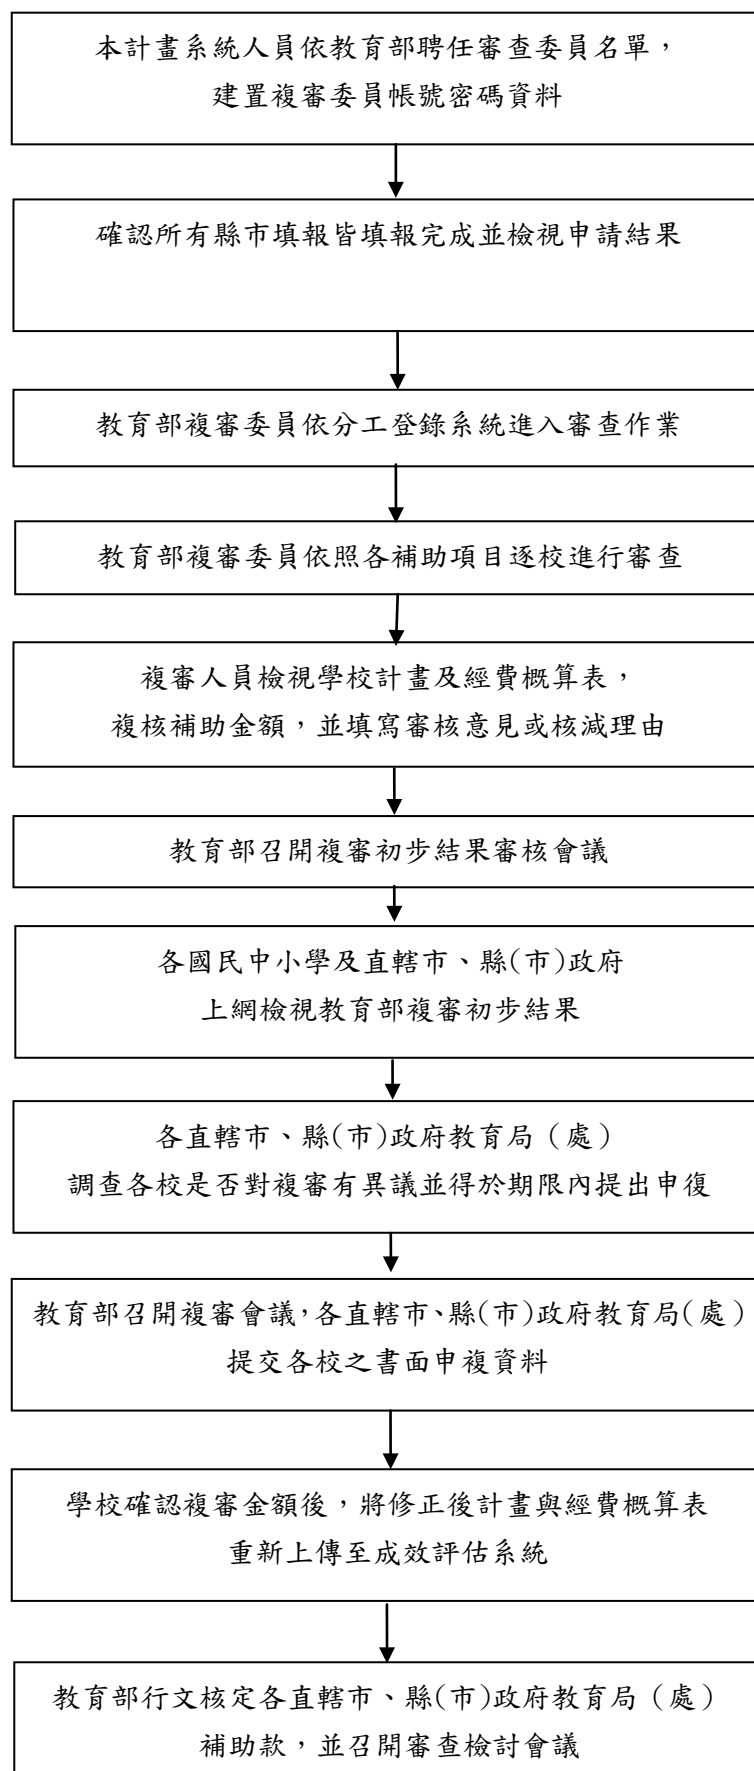 本計畫系統人員依教育部聘任審查委員名單，
建置複審委員帳號密碼資料
確認所有縣市填報皆填報完成並檢視申請結果
教育部複審委員依分工登錄系統進入審查作業
教育部複審委員依照各補助項目逐校進行審查
複審人員檢視學校計畫及經費概算表，
複核補助金額，並填寫審核意見或核減理由
教育部召開複審初步結果審核會議
各國民中小學及直轄市、縣(市)政府
上網檢視教育部複審初步結果
各直轄市、縣(市)政府教育局（處）
調查各校是否對複審有異議並得於期限內提出申復
教育部召開複審會議，各直轄市、縣(市)政府教育局(處)
提交各校之書面申複資料
學校確認複審金額後，將修正後計畫與經費概算表
重新上傳至成效評估系統
教育部行文核定各直轄市、縣(市)政府教育局（處）
補助款，並召開審查檢討會議